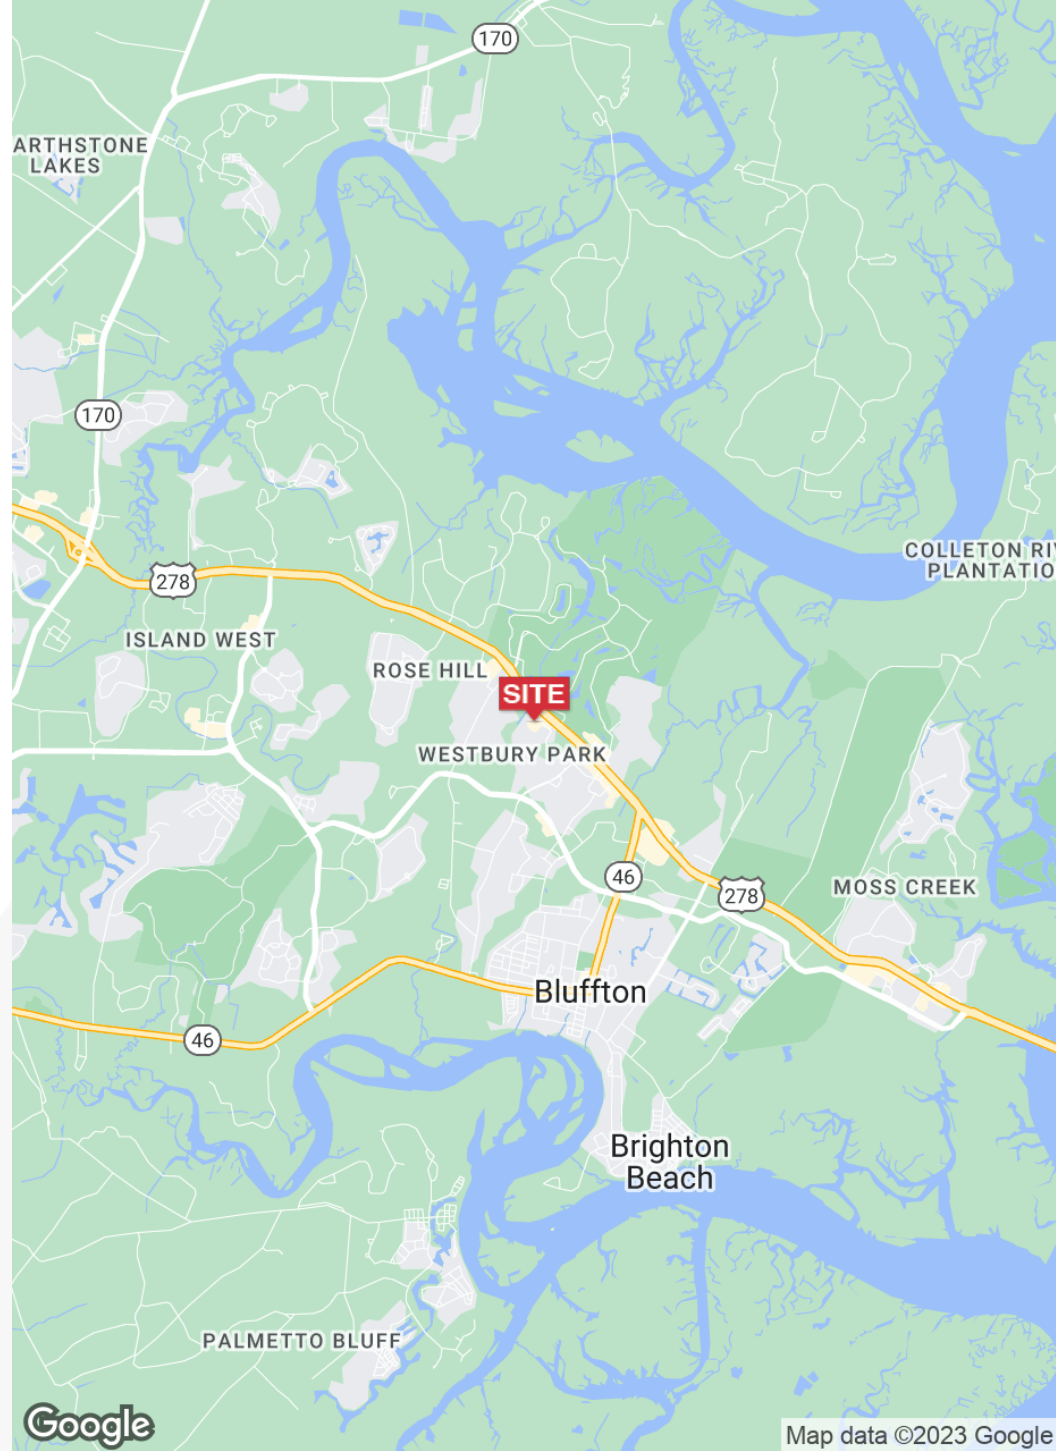 170
ARTHSTONE
LAKES
170
COLLETON RIV
PLANTATIO
278
ISLAND WEST
ROSE HILL
SITE
WESTBURY PARK
46
278
MOSS CREEK
Bluffton
46
Brighton
Beach
PALMETTO BLUFF
Google
Map data ©2023 Google